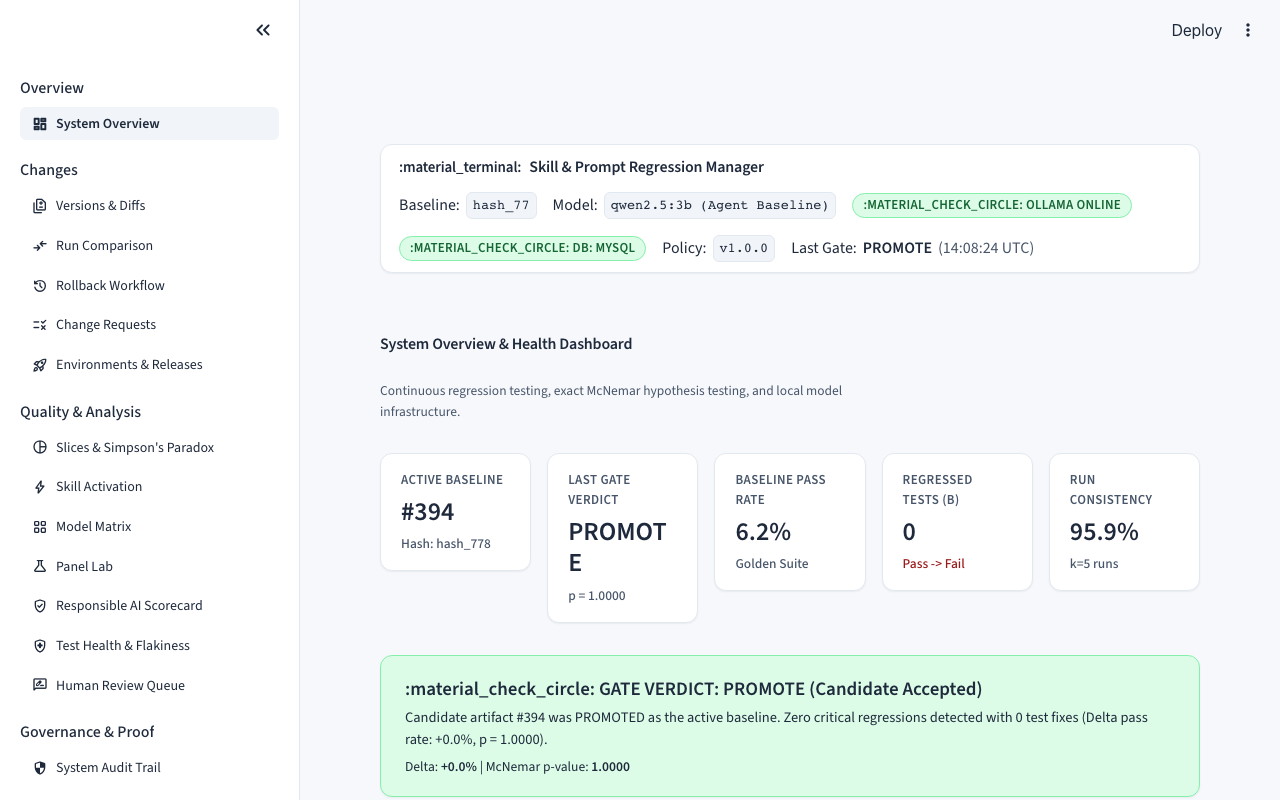 Deploy
Overview
System Overview
Changes
Versions & Diffs
Run Comparison
Rollback Workflow
Change Requests
Environments & Releases
Quality & Analysis
Slices & Simpson's Paradox
Skill Activation
Model Matrix
Panel Lab
Responsible AI Scorecard
Test Health & Flakiness
Human Review Queue
Governance & Proof
System Audit Trail
:material_terminal: Skill & Prompt Regression Manager
Baseline: hash_77 Model: qwen2.5:3b (Agent Baseline) :MATERIAL_CHECK_CIRCLE: OLLAMA ONLINE
:MATERIAL_CHECK_CIRCLE: DB: MYSQL Policy: v1.0.0 Last Gate: PROMOTE (14:08:24 UTC)
System Overview & Health Dashboard
Continuous regression testing, exact McNemar hypothesis testing, and local model
infrastructure.
ACTIVE BASELINE
#394
Hash: hash_778
LAST GATE
VERDICT
PROMOT
E
p = 1.0000
BASELINE PASS
RATE
6.2%
Golden Suite
REGRESSED
TESTS (B)
0
Pass -> Fail
RUN
CONSISTENCY
95.9%
k=5 runs
:material_check_circle: GATE VERDICT: PROMOTE (Candidate Accepted)
Candidate artifact #394 was PROMOTED as the active baseline. Zero critical regressions detected with 0 test fixes (Delta pass
rate: +0.0%, p = 1.0000).
Delta: +0.0% | McNemar p-value: 1.0000